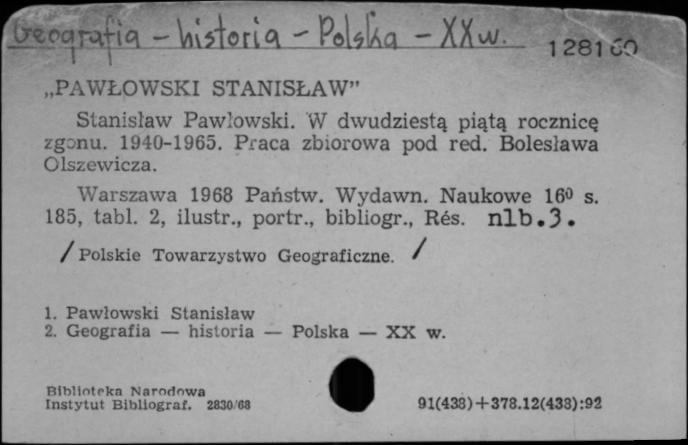 Geografia - historia - Polska - XX w.
128160
„PAWŁOWSKI STANISŁAW”
Stanisław Pawłowski. W dwudziestą piątą rocznicę
zgonu. 1940-1965. Praca zbiorowa pod red. Bolesława
Olszewicza.
Warszawa 1968 Państw. Wydawn. Naukowe 16⁰ s.
185, tabl. 2, ilustr., portr., bibliogr., Rés. nlb.3.
/Polskie Towarzystwo Geograficzne. /
1. Pawłowski Stanisław
2. Geografia — historia — Polska — XX w.
Biblioteka Narodowa
Instytut Bibliograf. 2830/68
91(438)+378.12(438):92